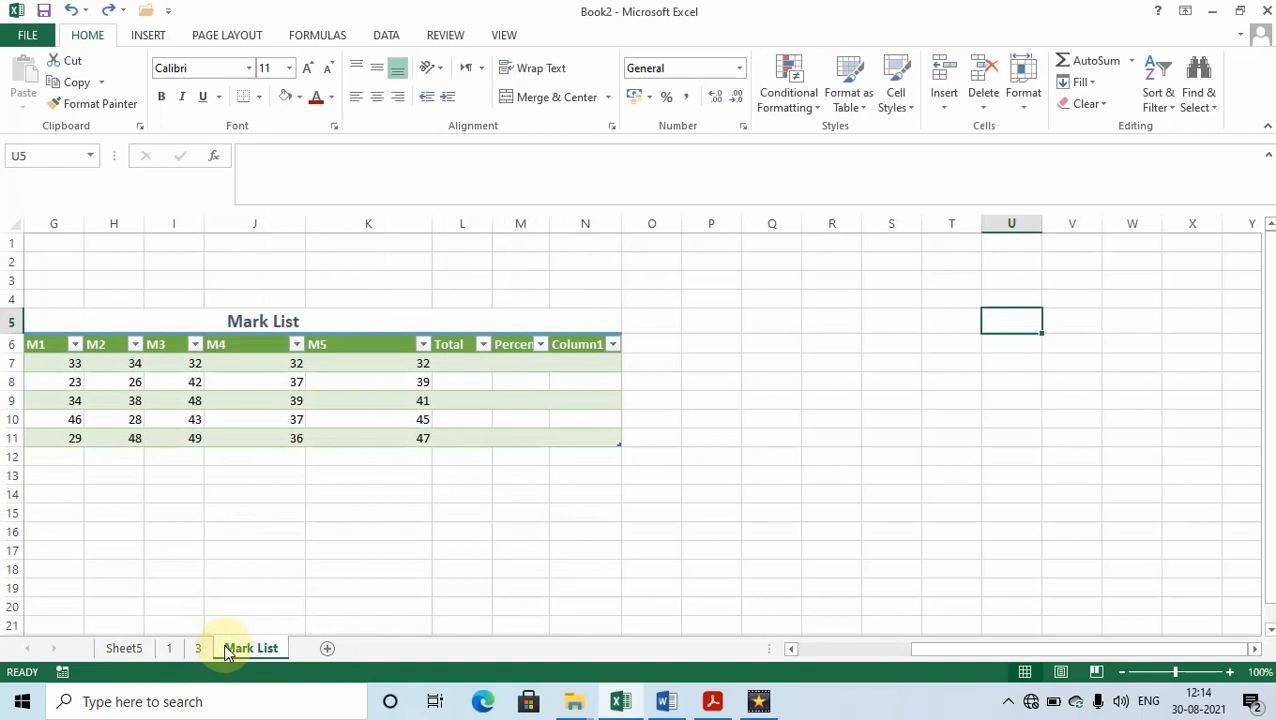 Book2 - Microsoft Excel
FILE HOME INSERT PAGE LAYOUT FORMULAS DATA REVIEW VIEW
Paste Cut Copy Format Painter Clipboard
Calibri 11 B I U A Font
Wrap Text Merge & Center Alignment
General % , Number
Conditional Formatting Format as Table Cell Styles Styles
Insert Delete Format Cells
AutoSum Fill Clear Sort & Filter Find & Select Editing
U5 fx
G H I J K L M N O P Q R S T U V W X Y
1
2
3
4
5 Mark List
6 M1 M2 M3 M4 M5 Total Percen Column1
7 33 34 32 32 32
8 23 26 42 37 39
9 34 38 48 39 41
10 46 28 43 37 45
11 29 48 49 36 47
12
13
14
15
16
17
18
19
20
21
Sheet5 1 3 Mark List
READY 100%
Type here to search ENG 12:14
30-08-2021 2